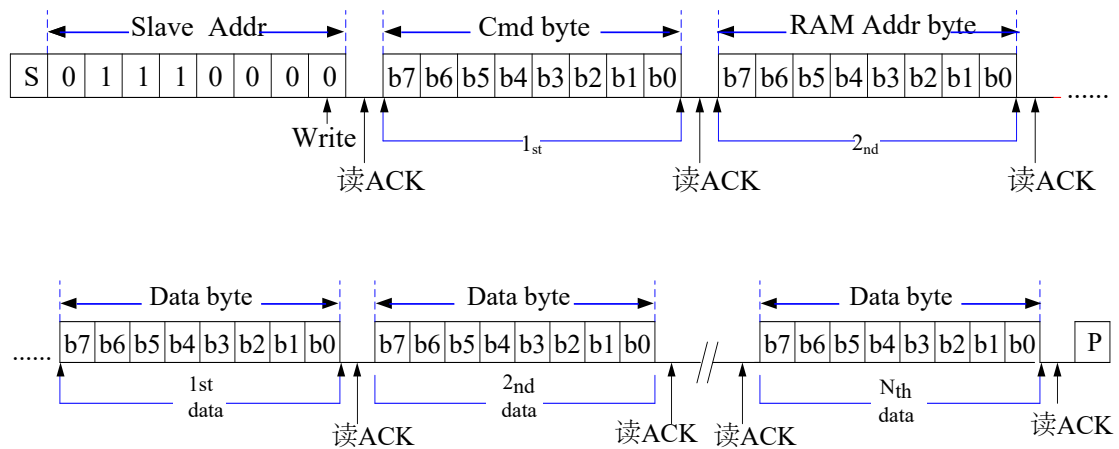 Slave Addr Cmd byte RAM Addr byte
S 0 1 1 1 0 0 0 0 b7 b6 b5 b4 b3 b2 b1 b0 b7 b6 b5 b4 b3 b2 b1 b0 ......
Write 1st 2nd
读ACK 读ACK 读ACK
Data byte Data byte Data byte
...... b7 b6 b5 b4 b3 b2 b1 b0 b7 b6 b5 b4 b3 b2 b1 b0 // b7 b6 b5 b4 b3 b2 b1 b0 P
1st 2nd Nth
data data data
读ACK 读ACK 读ACK 读ACK